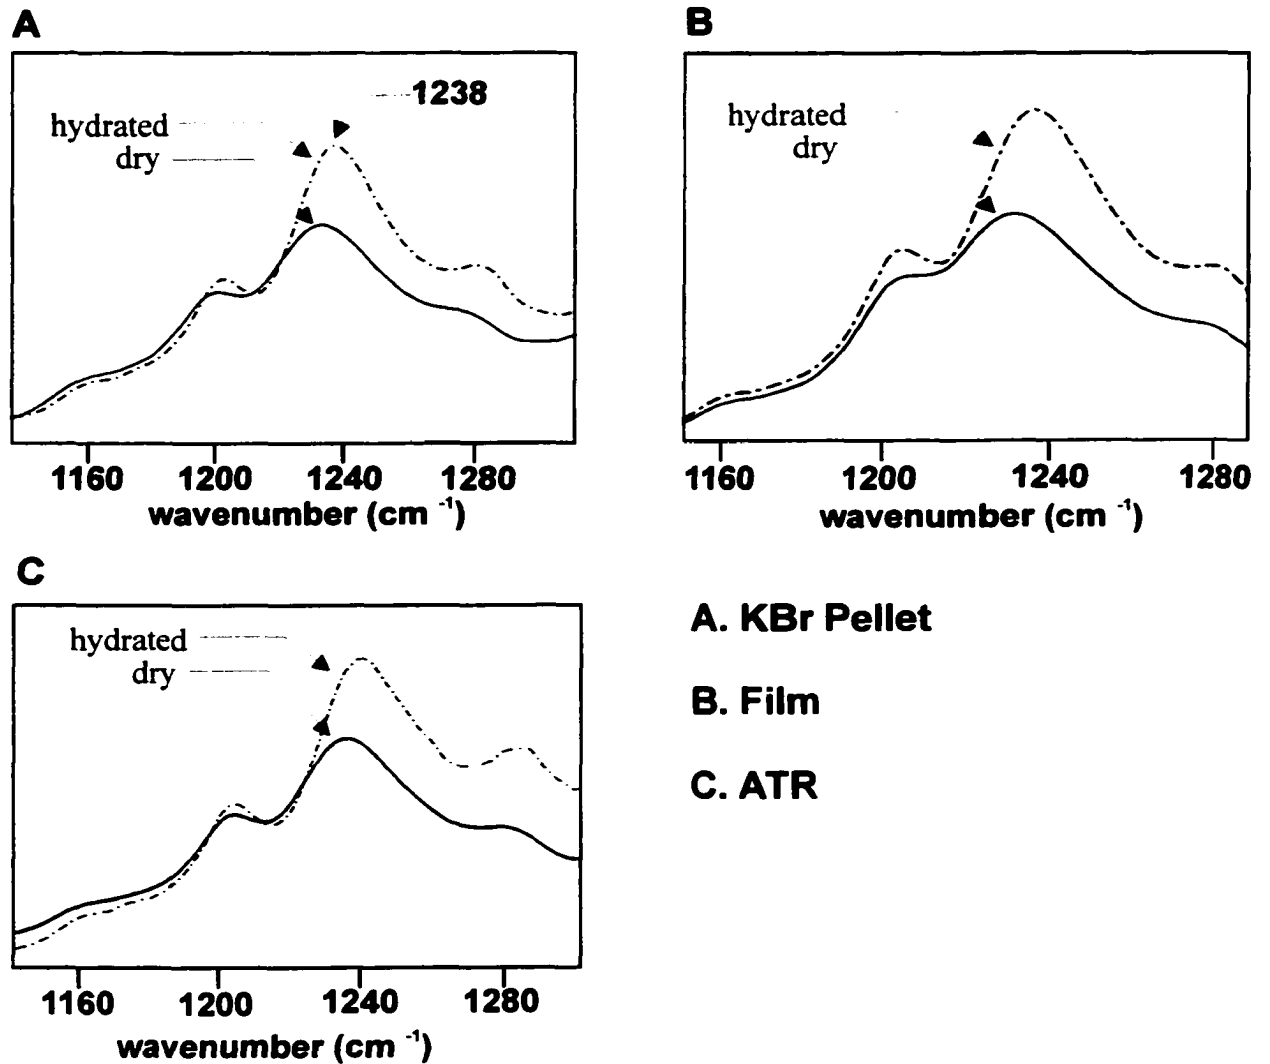 A
1238
hydrated
dry
1160 1200 1240 1280
wavenumber (cm -1)
B
hydrated
dry
1160 1200 1240 1280
wavenumber (cm -1)
C
hydrated
dry
1160 1200 1240 1280
wavenumber (cm -1)
A. KBr Pellet
B. Film
C. ATR